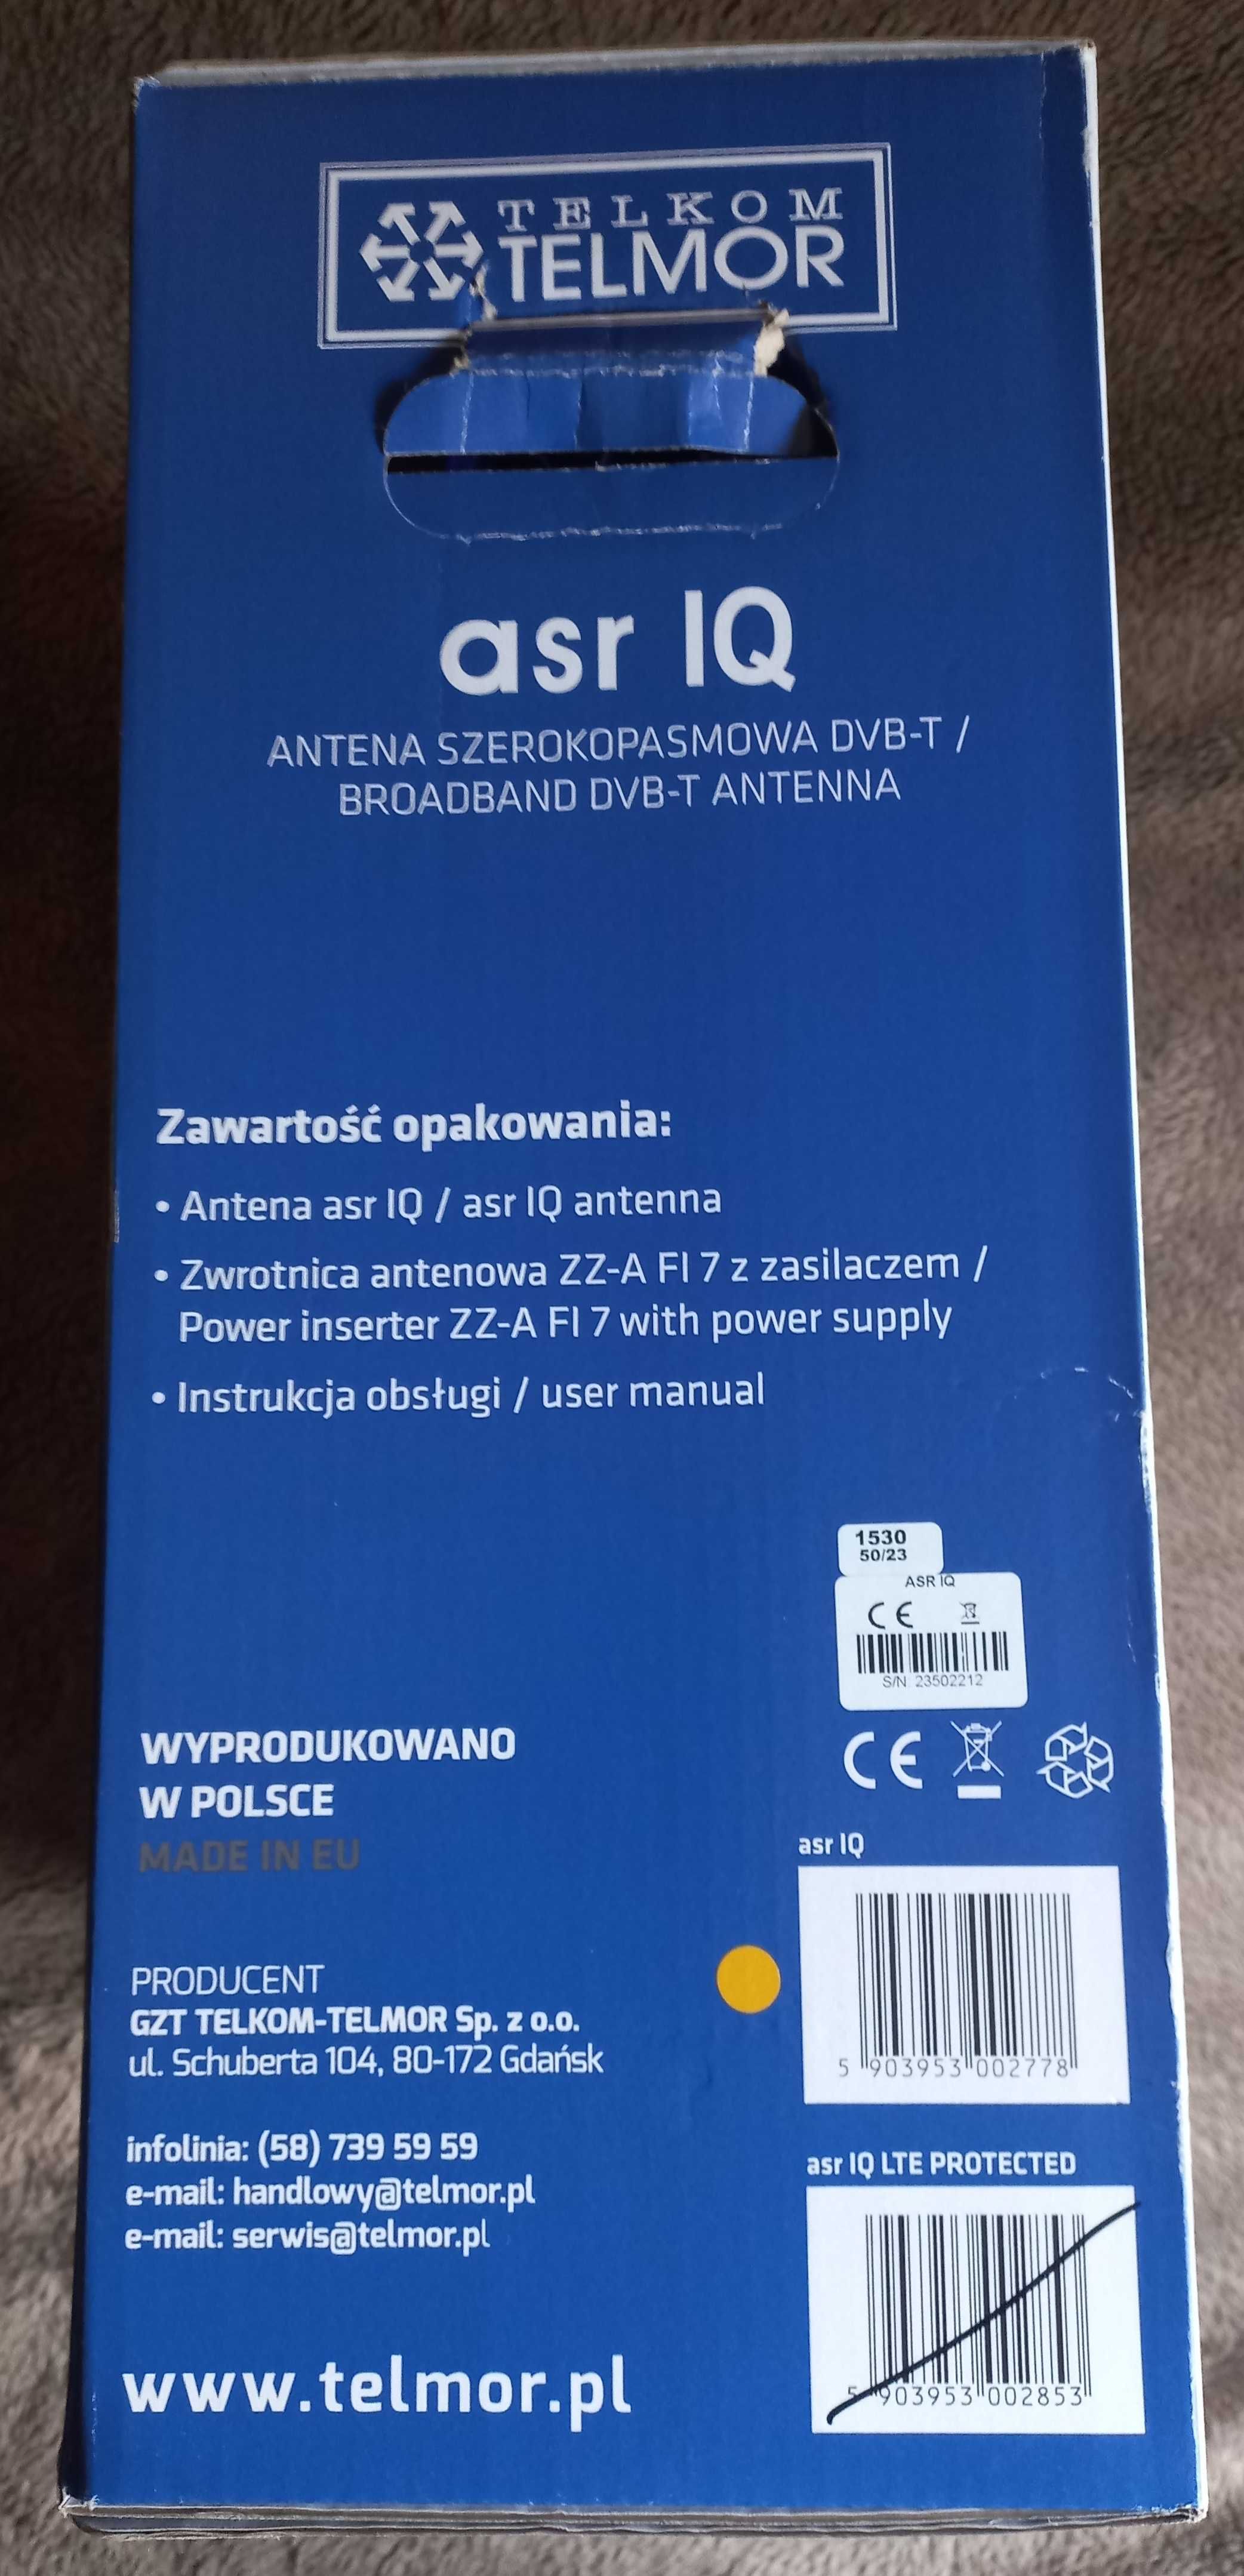 TELKOM
TELMOR
asr IQ
ANTENA SZEROKOPASMOWA DVB-T /
BROADBAND DVB-T ANTENNA
Zawartość opakowania:
• Antena asr IQ / asr IQ antenna
• Zwrotnica antenowa ZZ-A FI 7 z zasilaczem /
Power inserter ZZ-A FI 7 with power supply
• Instrukcja obsługi / user manual
1530
50/23
ASR IQ
CE
S/N 23502212
CE
WYPRODUKOWANO
W POLSCE
MADE IN EU
PRODUCENT
GZT TELKOM-TELMOR Sp. z o.o.
ul. Schuberta 104, 80-172 Gdańsk
infolinia: (58) 739 59 59
e-mail: handlowy@telmor.pl
e-mail: serwis@telmor.pl
www.telmor.pl
asr IQ
5 903953 002778
asr IQ LTE PROTECTED
5 903953 002853